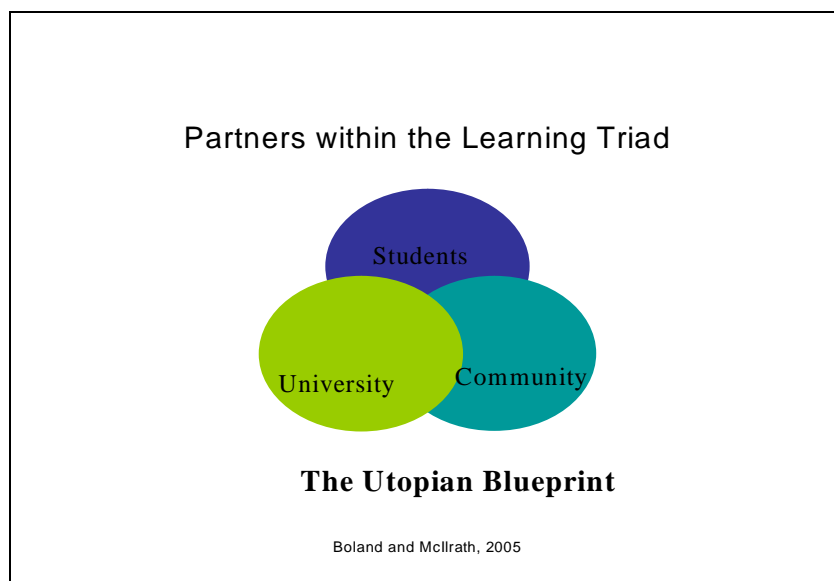 Partners within the Learning Triad
Students
University
Community
The Utopian Blueprint
Boland and McIlrath, 2005